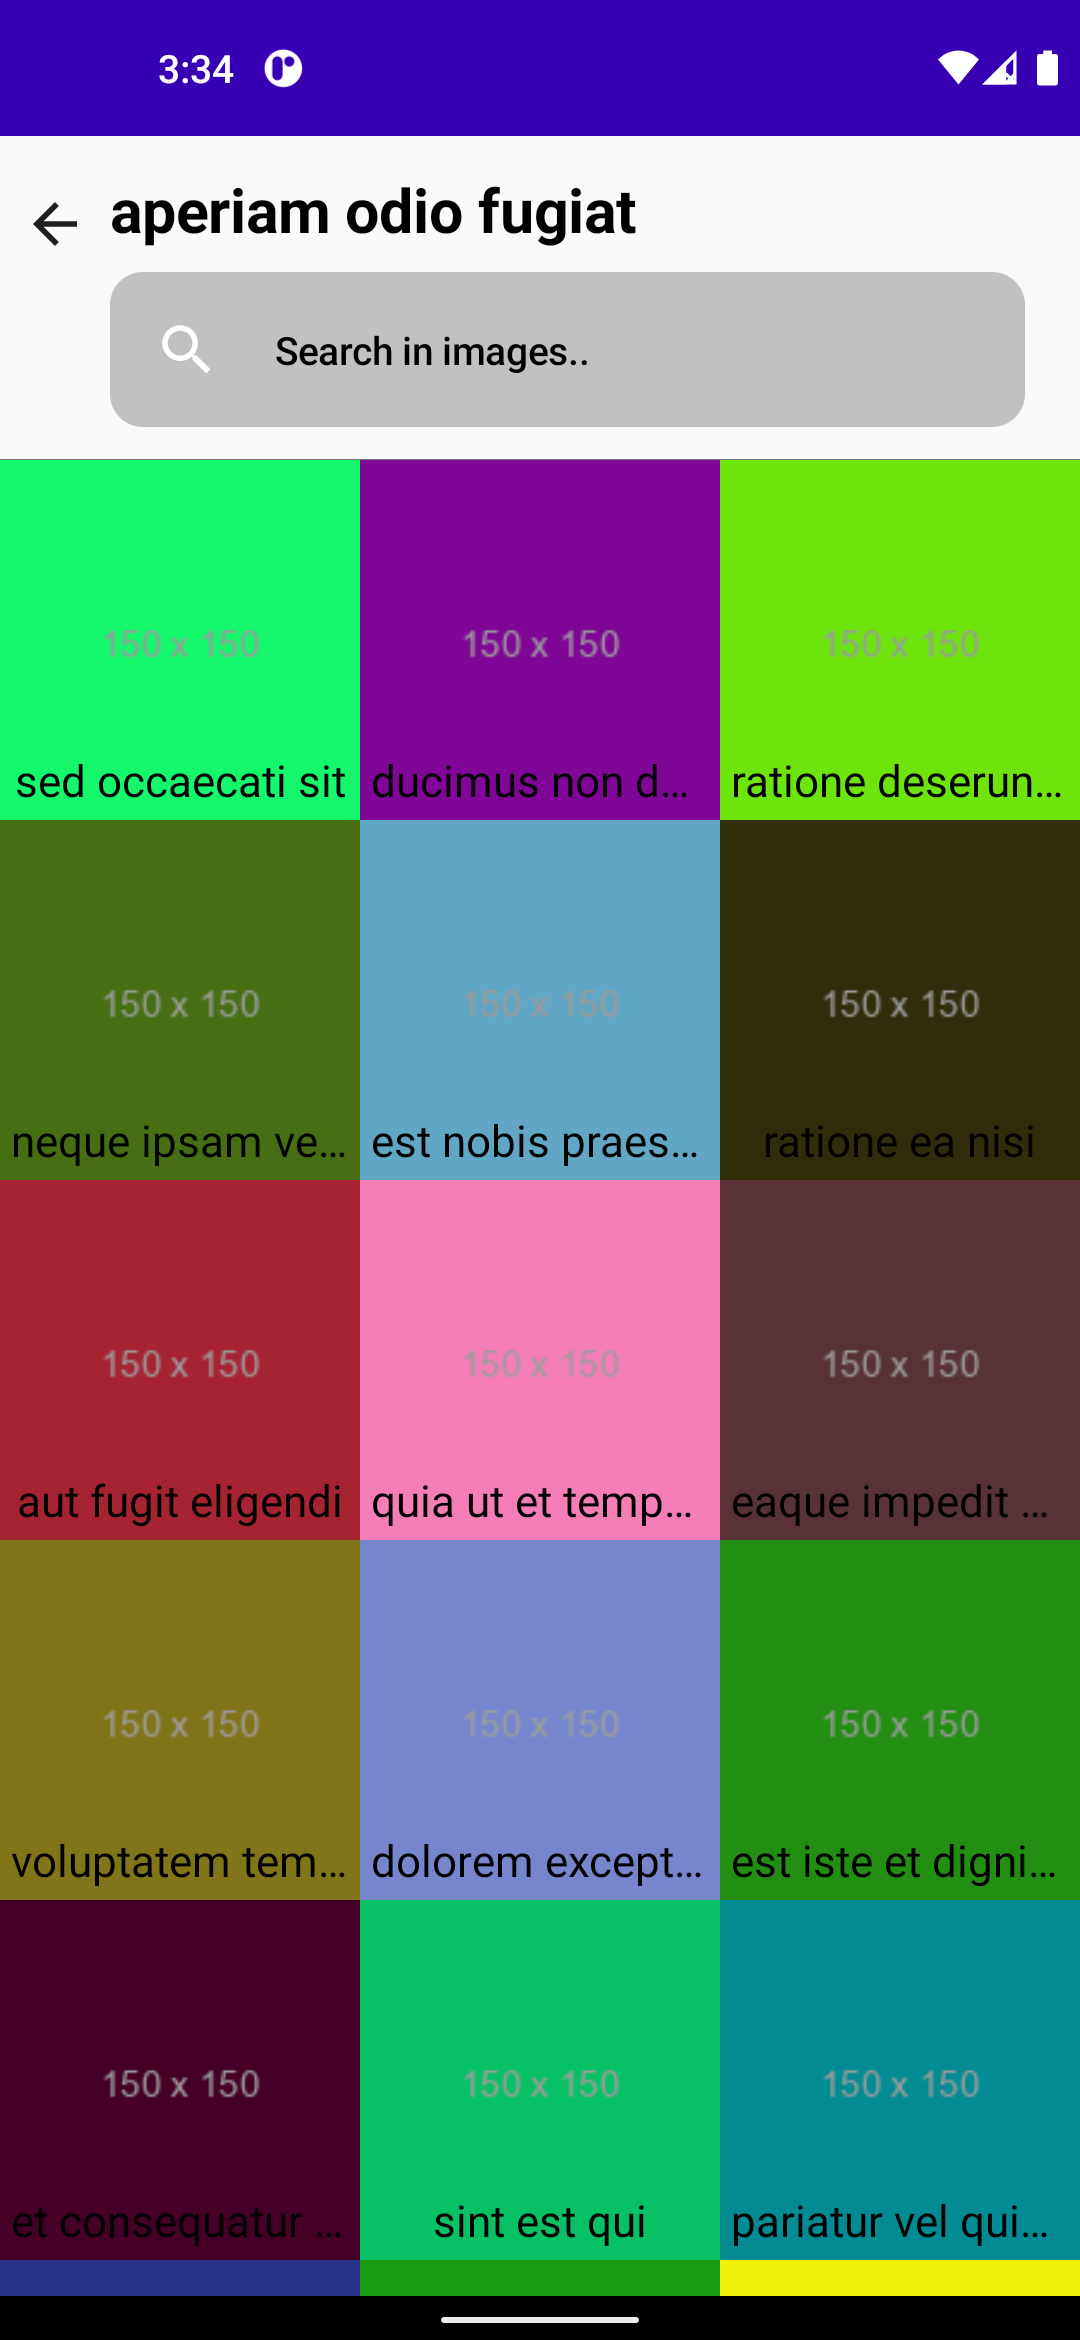 3:34
aperiam odio fugiat
Search in images..
150 x 150
150 x 150
150 x 150
sed occaecati sit
ducimus non d...
ratione deserun...
150 x 150
150 x 150
150 x 150
neque ipsam ve...
est nobis praes...
ratione ea nisi
150 x 150
150 x 150
150 x 150
aut fugit eligendi
quia ut et temp...
eaque impedit ...
150 x 150
150 x 150
150 x 150
voluptatem tem...
dolorem except...
est iste et digni...
150 x 150
150 x 150
150 x 150
et consequatur ...
sint est qui
pariatur vel qui...